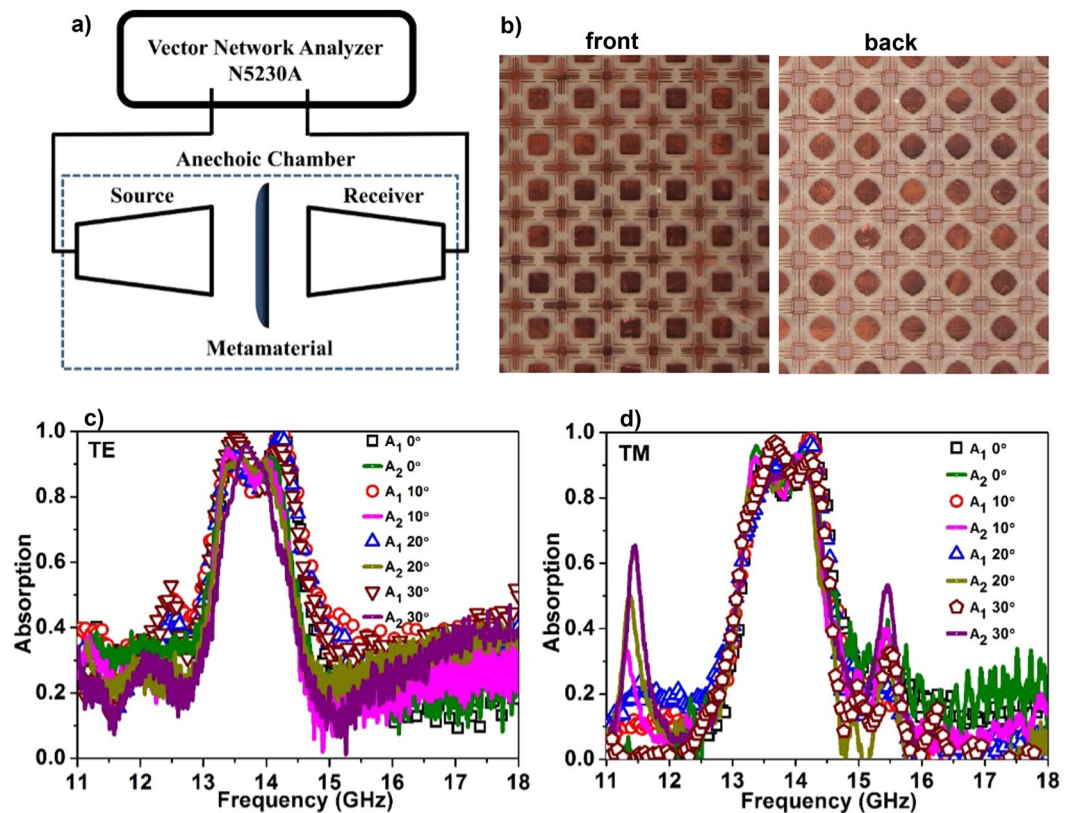 a)
Vector Network Analyzer
N5230A
Anechoic Chamber
Source
Receiver
Metamaterial
b)
front
back
c)
TE
A1 0°
A2 0°
A1 10°
A2 10°
A1 20°
A2 20°
A1 30°
A2 30°
Absorption
1.0
0.8
0.6
0.4
0.2
0.0
11 12 13 14 15 16 17 18
Frequency (GHz)
d)
TM
A1 0°
A2 0°
A1 10°
A2 10°
A1 20°
A2 20°
A1 30°
A2 30°
Absorption
1.0
0.8
0.6
0.4
0.2
0.0
11 12 13 14 15 16 17 18
Frequency (GHz)